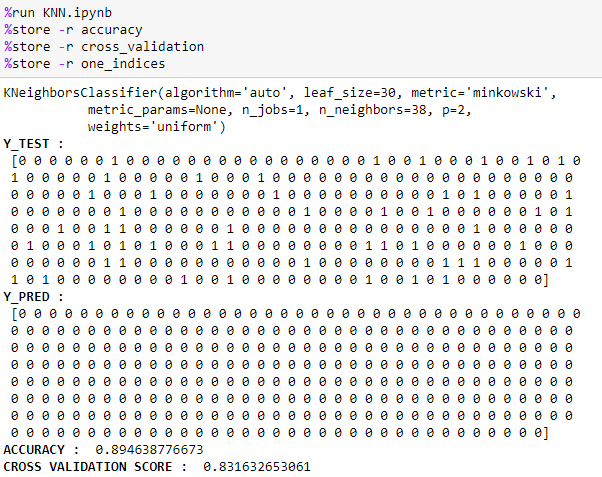 %run KNN.ipynb
%store -r accuracy
%store -r cross_validation
%store -r one_indices
KNeighborsClassifier(algorithm='auto', leaf_size=30, metric='minkowski',
metric_params=None, n_jobs=1, n_neighbors=38, p=2,
weights='uniform')
Y_TEST :
[0 0 0 0 0 0 1 0 0 0 0 0 0 0 0 0 0 0 0 0 0 0 0 1 0 0 1 0 0 0 1 0 0 1 0 1 0
1 0 0 0 0 0 1 0 0 0 0 0 1 0 0 0 1 0 0 0 0 0 0 0 0 0 0 0 0 0 0 0 0 0 0 0 0
0 0 0 0 0 1 0 0 0 1 0 0 0 0 0 0 0 1 0 0 0 0 0 0 0 0 0 0 1 0 1 0 0 0 0 0 1
0 0 0 0 0 0 0 1 0 0 0 0 0 0 0 0 0 0 0 1 0 0 0 0 1 0 0 1 0 0 0 0 0 0 1 0 1
0 0 0 1 0 0 1 1 0 0 0 0 0 0 1 0 0 0 0 0 0 0 0 0 0 0 0 0 0 0 1 0 0 0 0 0 0
0 1 0 0 0 1 0 1 0 1 0 0 0 1 1 0 0 0 0 0 0 0 0 1 1 0 1 0 0 0 0 0 0 1 0 0 0
0 0 0 0 0 0 1 1 0 0 0 0 0 0 0 0 0 0 0 1 0 0 0 0 0 0 0 0 1 1 1 0 0 0 0 0 1
1 0 1 0 0 0 0 0 0 0 0 1 0 0 1 0 0 0 0 0 0 0 0 1 0 0 1 0 1 0 0 0 0 0 0]
Y_PRED :
[0 0 0 0 0 0 0 0 0 0 0 0 0 0 0 0 0 0 0 0 0 0 0 0 0 0 0 0 0 0 0 0 0 0 0 0 0
0 0 0 0 0 0 0 0 0 0 0 0 0 0 0 0 0 0 0 0 0 0 0 0 0 0 0 0 0 0 0 0 0 0 0 0 0
0 0 0 0 0 0 0 0 0 0 0 0 0 0 0 0 0 0 0 0 0 0 0 0 0 0 0 0 0 0 0 0 0 0 0 0 0
0 0 0 0 0 0 0 0 0 0 0 0 0 0 0 0 0 0 0 0 0 0 0 0 0 0 0 0 0 0 0 0 0 0 0 0 0
0 0 0 0 0 0 0 0 0 0 0 0 0 0 0 0 0 0 0 0 0 0 0 0 0 0 0 0 0 0 0 0 0 0 0 0 0
0 0 0 0 0 0 0 0 0 0 0 0 0 0 0 0 0 0 0 0 0 0 0 0 0 0 0 0 0 0 0 0 0 0 0 0 0
0 0 0 0 0 0 0 0 0 0 0 0 0 0 0 0 0 0 0 0 0 0 0 0 0 0 0 0 0 0 0 0 0 0 0 0 0
0 0 0 0 0 0 0 0 0 0 0 0 0 0 0 0 0 0 0 0 0 0 0 0 0 0 0 0 0 0 0 0 0 0 0]
ACCURACY : 0.894638776673
CROSS VALIDATION SCORE : 0.831632653061